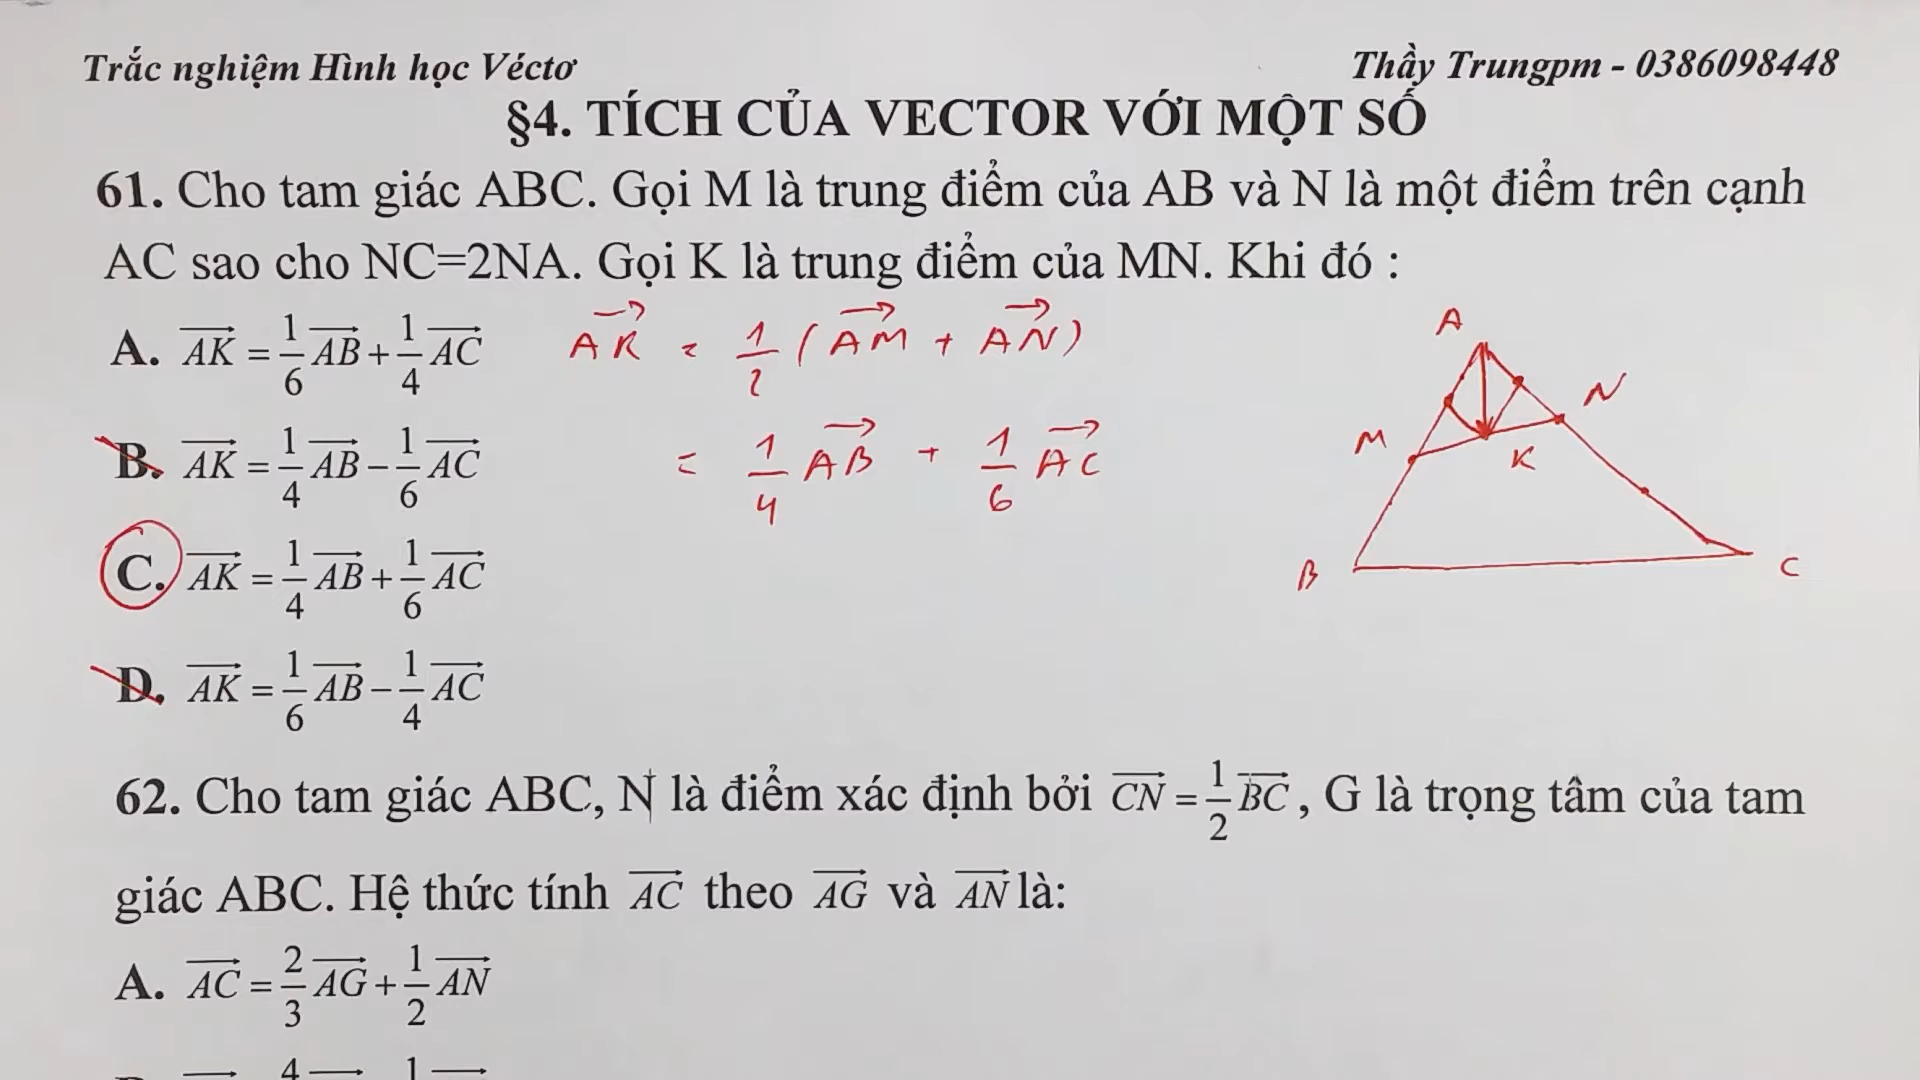 Trắc nghiệm Hình học Véctơ Thầy Trungpm - 0386098448
§4. TÍCH CỦA VECTOR VỚI MỘT SỐ
61. Cho tam giác ABC. Gọi M là trung điểm của AB và N là một điểm trên cạnh
AC sao cho NC=2NA. Gọi K là trung điểm của MN. Khi đó :
A. \overrightarrow{AK} = \frac{1}{6}\overrightarrow{AB} + \frac{1}{4}\overrightarrow{AC}
\overrightarrow{AK} = \frac{1}{2}(\overrightarrow{AM} + \overrightarrow{AN})
B. \overrightarrow{AK} = \frac{1}{4}\overrightarrow{AB} - \frac{1}{6}\overrightarrow{AC}
= \frac{1}{4}\overrightarrow{AB} + \frac{1}{6}\overrightarrow{AC}
C. \overrightarrow{AK} = \frac{1}{4}\overrightarrow{AB} + \frac{1}{6}\overrightarrow{AC}
D. \overrightarrow{AK} = \frac{1}{6}\overrightarrow{AB} - \frac{1}{4}\overrightarrow{AC}
A
N
M
K
B
C
62. Cho tam giác ABC, N là điểm xác định bởi \overrightarrow{CN} = \frac{1}{2}\overrightarrow{BC}, G là trọng tâm của tam
giác ABC. Hệ thức tính \overrightarrow{AC} theo \overrightarrow{AG} và \overrightarrow{AN} là:
A. \overrightarrow{AC} = \frac{2}{3}\overrightarrow{AG} + \frac{1}{2}\overrightarrow{AN}
4 1